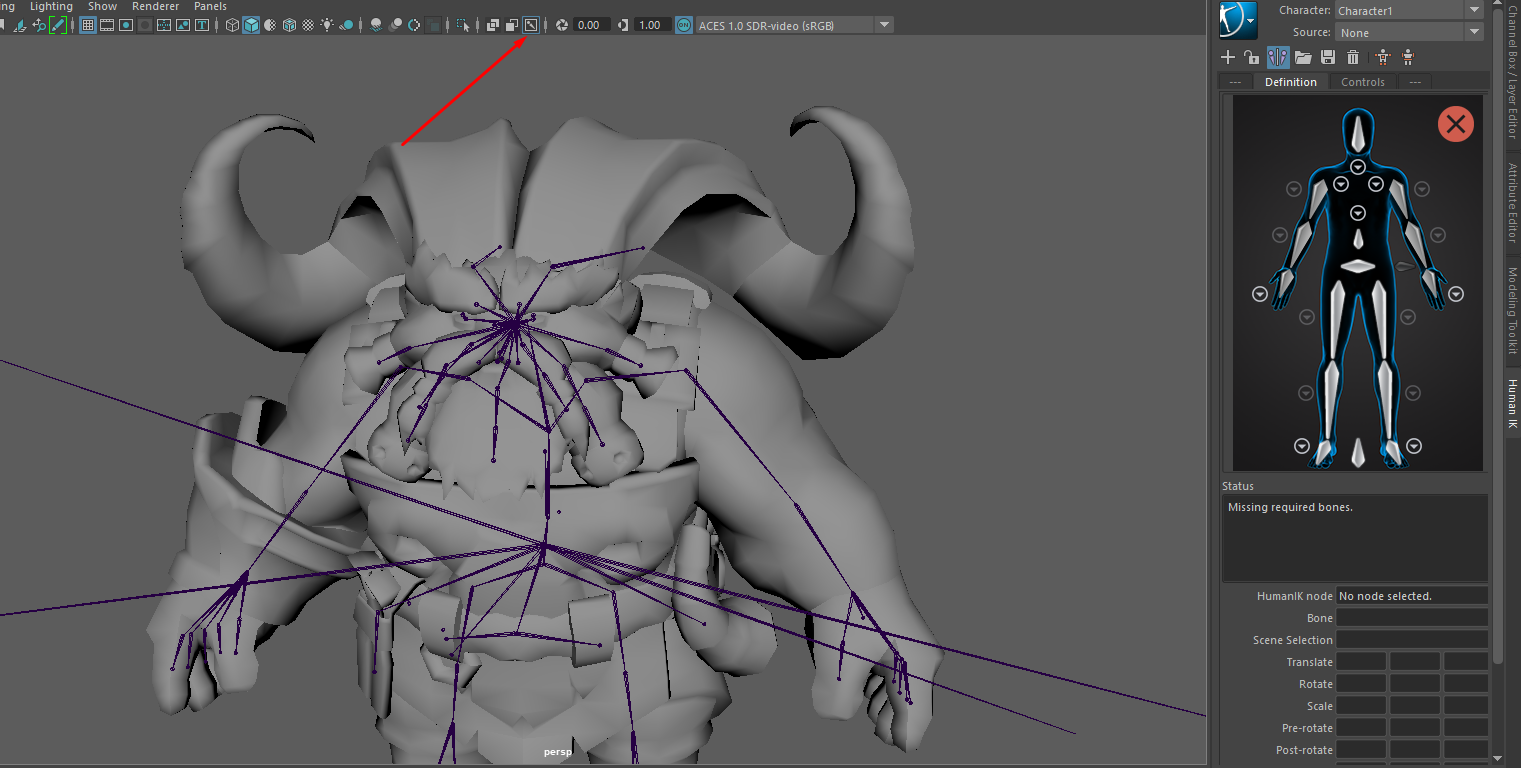 ng Lighting Show Renderer Panels
0.00 1.00 ON ACES 1.0 SDR-video (sRGB)
Character: Character1
Source: None
--- Definition Controls ---
Status
Missing required bones.
HumanIK node No node selected.
Bone
Scene Selection
Translate
Rotate
Scale
Pre-rotate
Post-rotate
persp
Channel Box / Layer Editor
Attribute Editor
Modeling Toolkit
Human IK